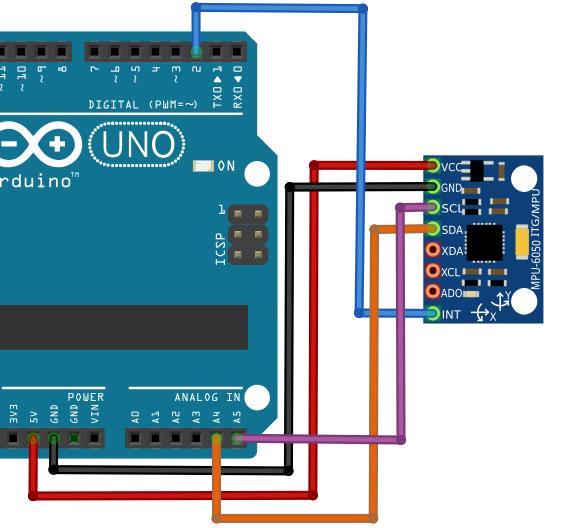 11
~10
~9
8
7
~6
~5
4
~3
2
TX0▶1
RX0◀0
DIGITAL (PWM=~)
UNO
rduino™
ON
1
ICSP
VCC
GND
SCL
SDA
XDA
XCL
ADO
INT
MPU-6050 ITG/MPU
Y
X
POWER
ANALOG IN
3V3
5V
GND
GND
VIN
A0
A1
A2
A3
A4
A5